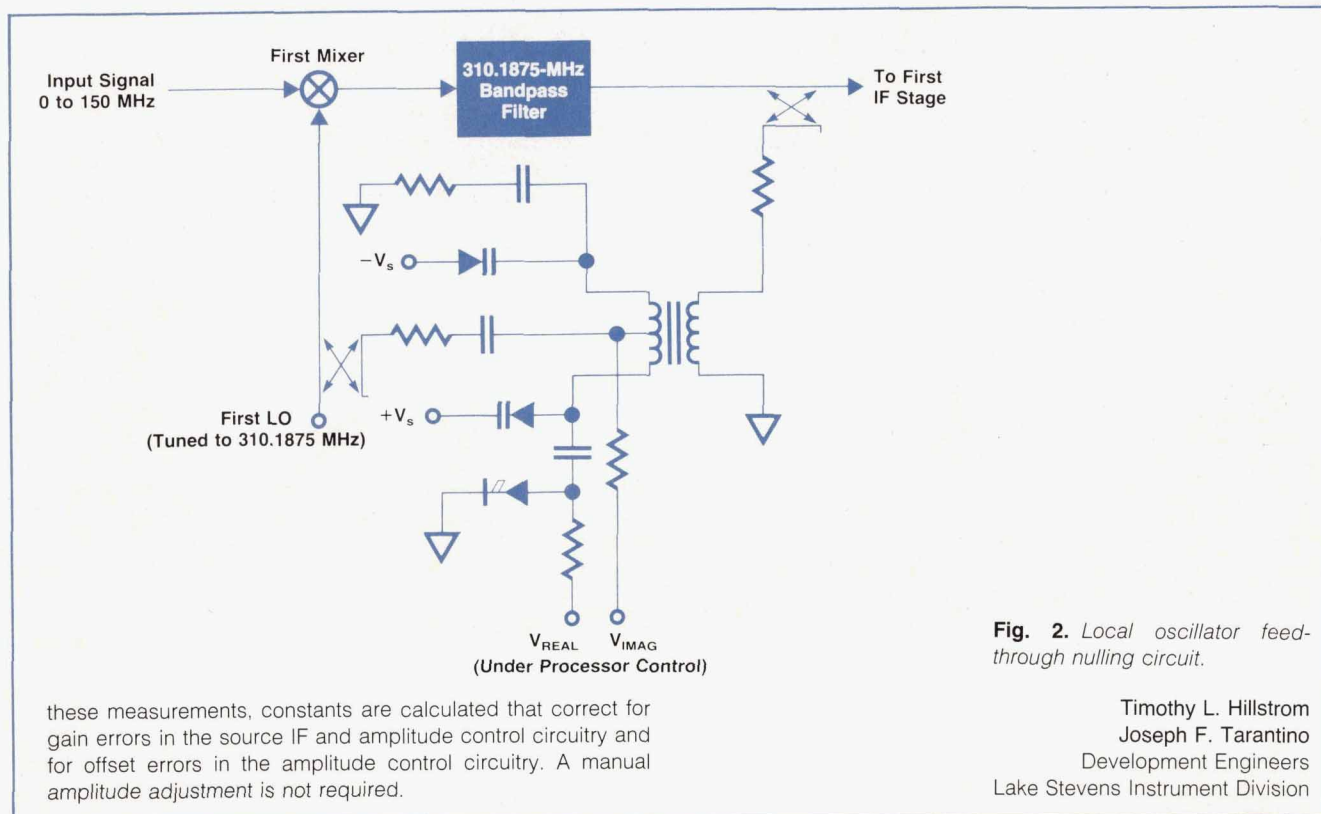 First Mixer
Input Signal
0 to 150 MHz
310.1875-MHz
Bandpass
Filter
To First
IF Stage
−Vs
First LO
(Tuned to 310.1875 MHz)
+Vs
VREAL VIMAG
(Under Processor Control)
Fig. 2. Local oscillator feed-
through nulling circuit.
these measurements, constants are calculated that correct for
gain errors in the source IF and amplitude control circuitry and
for offset errors in the amplitude control circuitry. A manual
amplitude adjustment is not required.
Timothy L. Hillstrom
Joseph F. Tarantino
Development Engineers
Lake Stevens Instrument Division